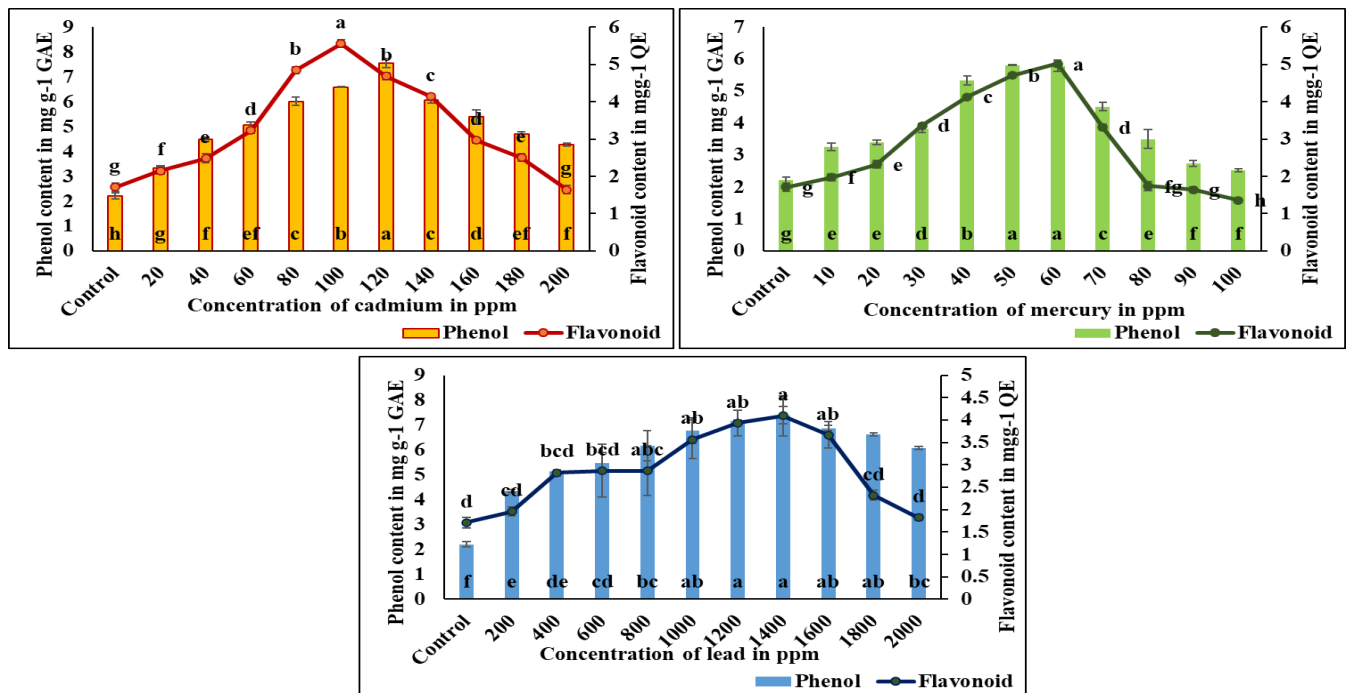 Phenol content in mg g-1 GAE
9
8
7
6
5
4
3
2
1
0
g f e d b a b c d e g
h g f ef c b a c d ef f
6
5
4
3
2
1
0
Flavonoid content in mgg-1 QE
Control 20 40 60 80 100 120 140 160 180 200
Concentration of cadmium in ppm
Phenol Flavonoid
Phenol content in mg g-1 GAE
7
6
5
4
3
2
1
0
g f e d c b a d fg g h
g e e d b a a c e f f
6
5
4
3
2
1
0
Flavonoid content in mgg-1 QE
Control 10 20 30 40 50 60 70 80 90 100
Concentration of mercury in ppm
Phenol Flavonoid
Phenol content in mg g-1 GAE
9
8
7
6
5
4
3
2
1
0
d cd bcd bcd abc ab ab a ab cd d
f e de cd bc ab a a ab ab bc
5
4.5
4
3.5
3
2.5
2
1.5
1
0.5
0
Flavonoid content in mgg-1 QE
Control 200 400 600 800 1000 1200 1400 1600 1800 2000
Concentration of lead in ppm
Phenol Flavonoid